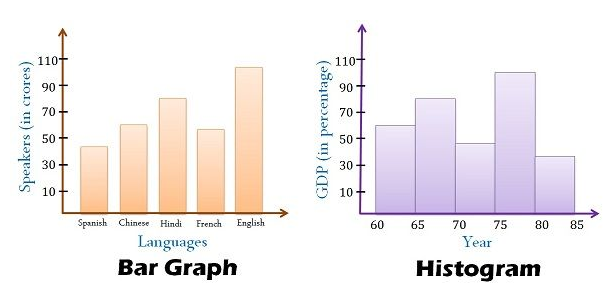 Speakers (in crores)
110
90
70
50
30
10
Spanish Chinese Hindi French English
Languages
Bar Graph
GDP (in percentage)
110
90
70
50
30
10
60 65 70 75 80 85
Year
Histogram